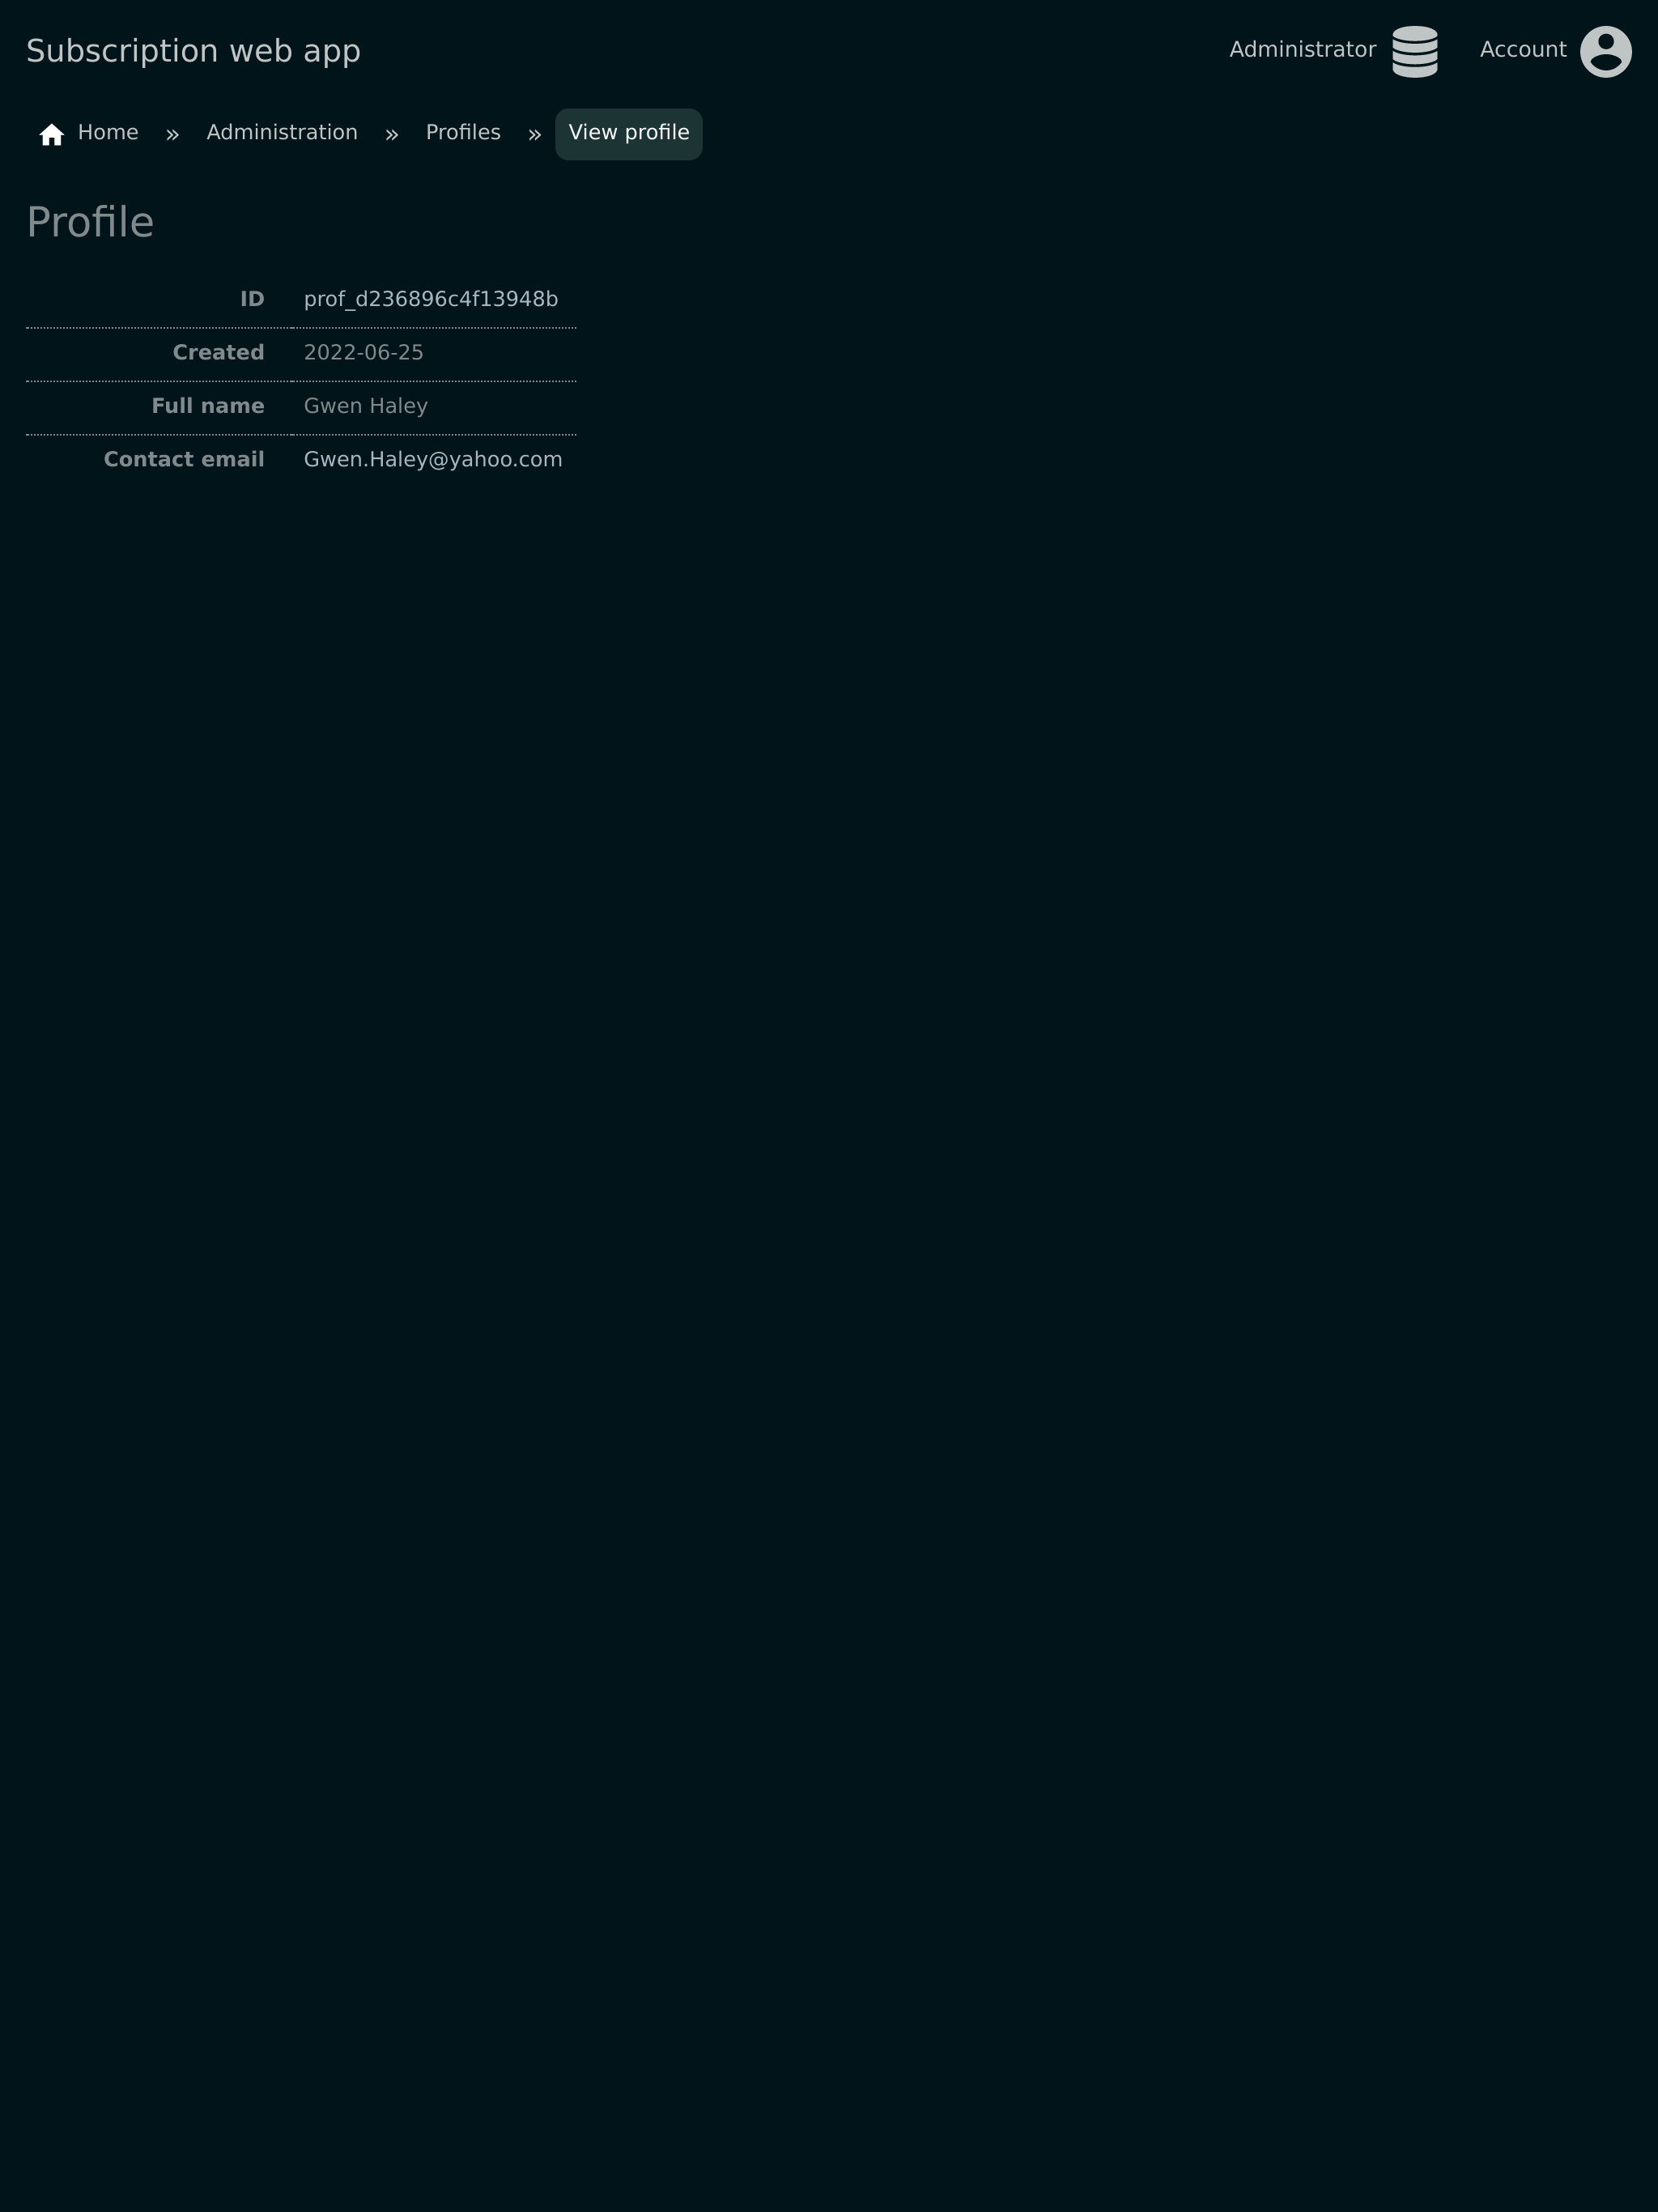 Subscription web app
Administrator Account
Home » Administration » Profiles » View profile
Profile
ID prof_d236896c4f13948b
Created 2022-06-25
Full name Gwen Haley
Contact email Gwen.Haley@yahoo.com